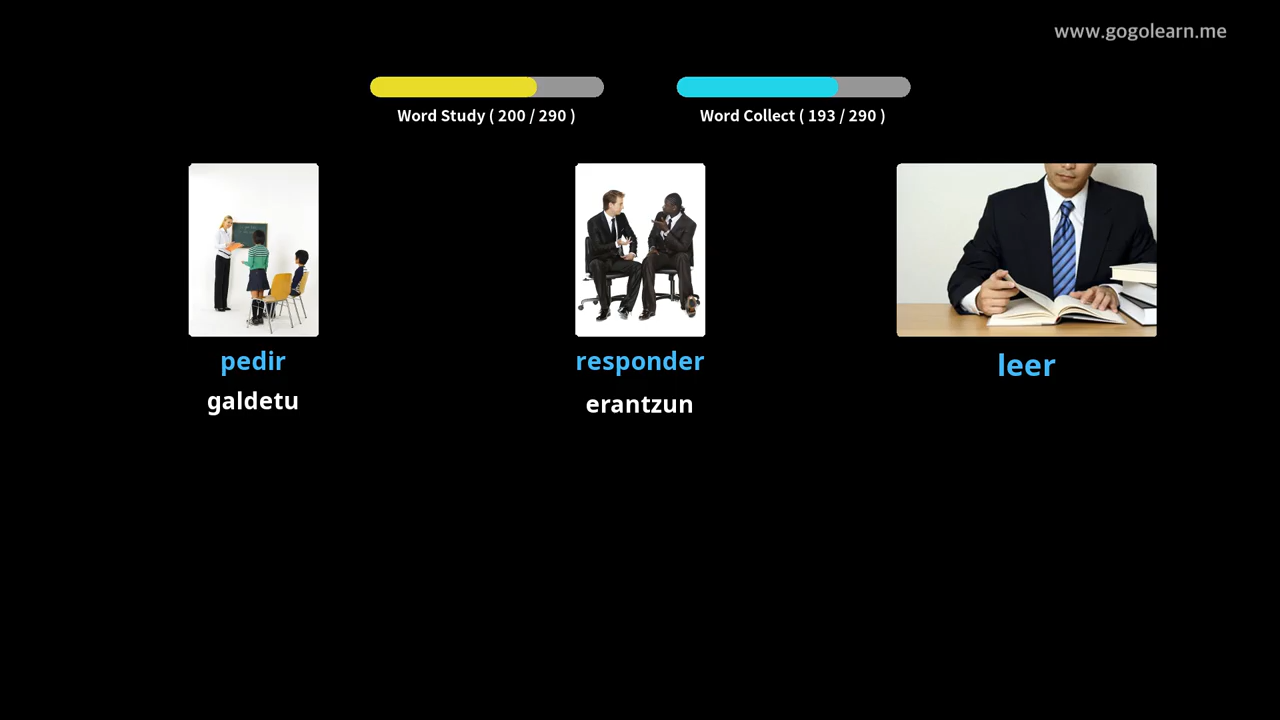 www.gogolearn.me
Word Study ( 200 / 290 )
Word Collect ( 193 / 290 )
pedir
galdetu
responder
erantzun
leer